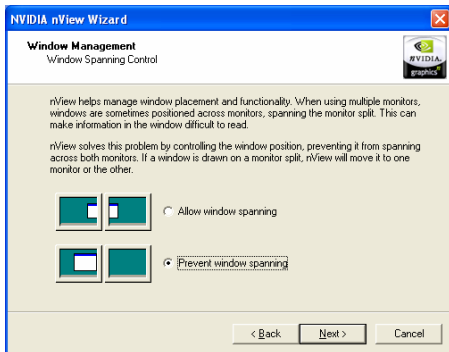 NVIDIA nView Wizard
Window Management
Window Spanning Control
NVIDIA.
graphics
nView helps manage window placement and functionality. When using multiple monitors,
windows are sometimes positioned across monitors, spanning the monitor split. This can
make information in the window difficult to read.
nView solves this problem by controlling the window position, preventing it from spanning
across both monitors. If a window is drawn on a monitor split, nView will move it to one
monitor or the other.
Allow window spanning
Prevent window spanning
< Back
Next >
Cancel